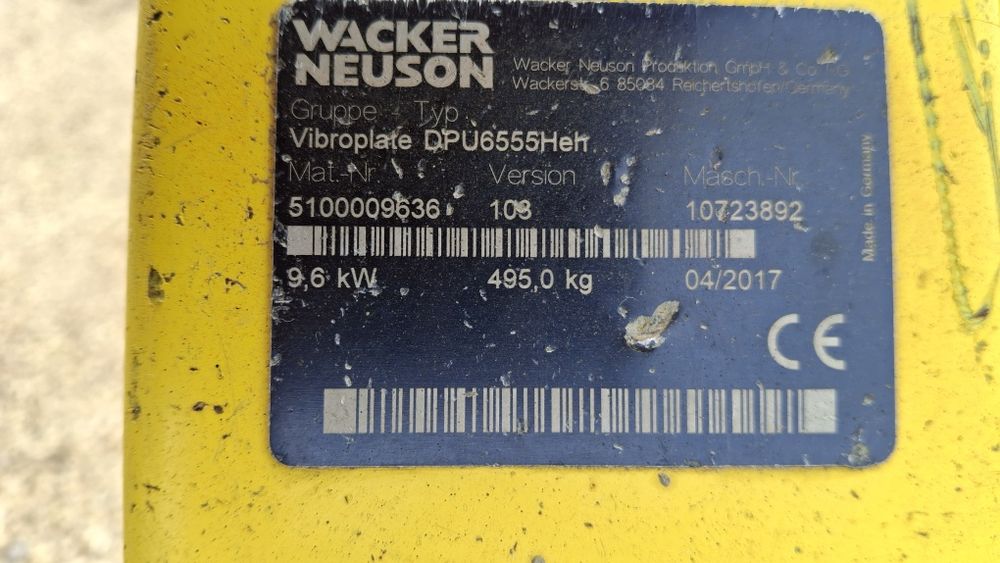 WACKER
NEUSON
Wacker Neuson Produktion GmbH & Co. KG
Wackerstr. 6 85084 Reichertshofen/Germany
Gruppe Typ
Vibroplate DPU6555Heh
Mat.-Nr. Version Masch.-Nr.
5100009636 103 10723892
9,6 kW 495,0 kg 04/2017
CE
Made in Germany